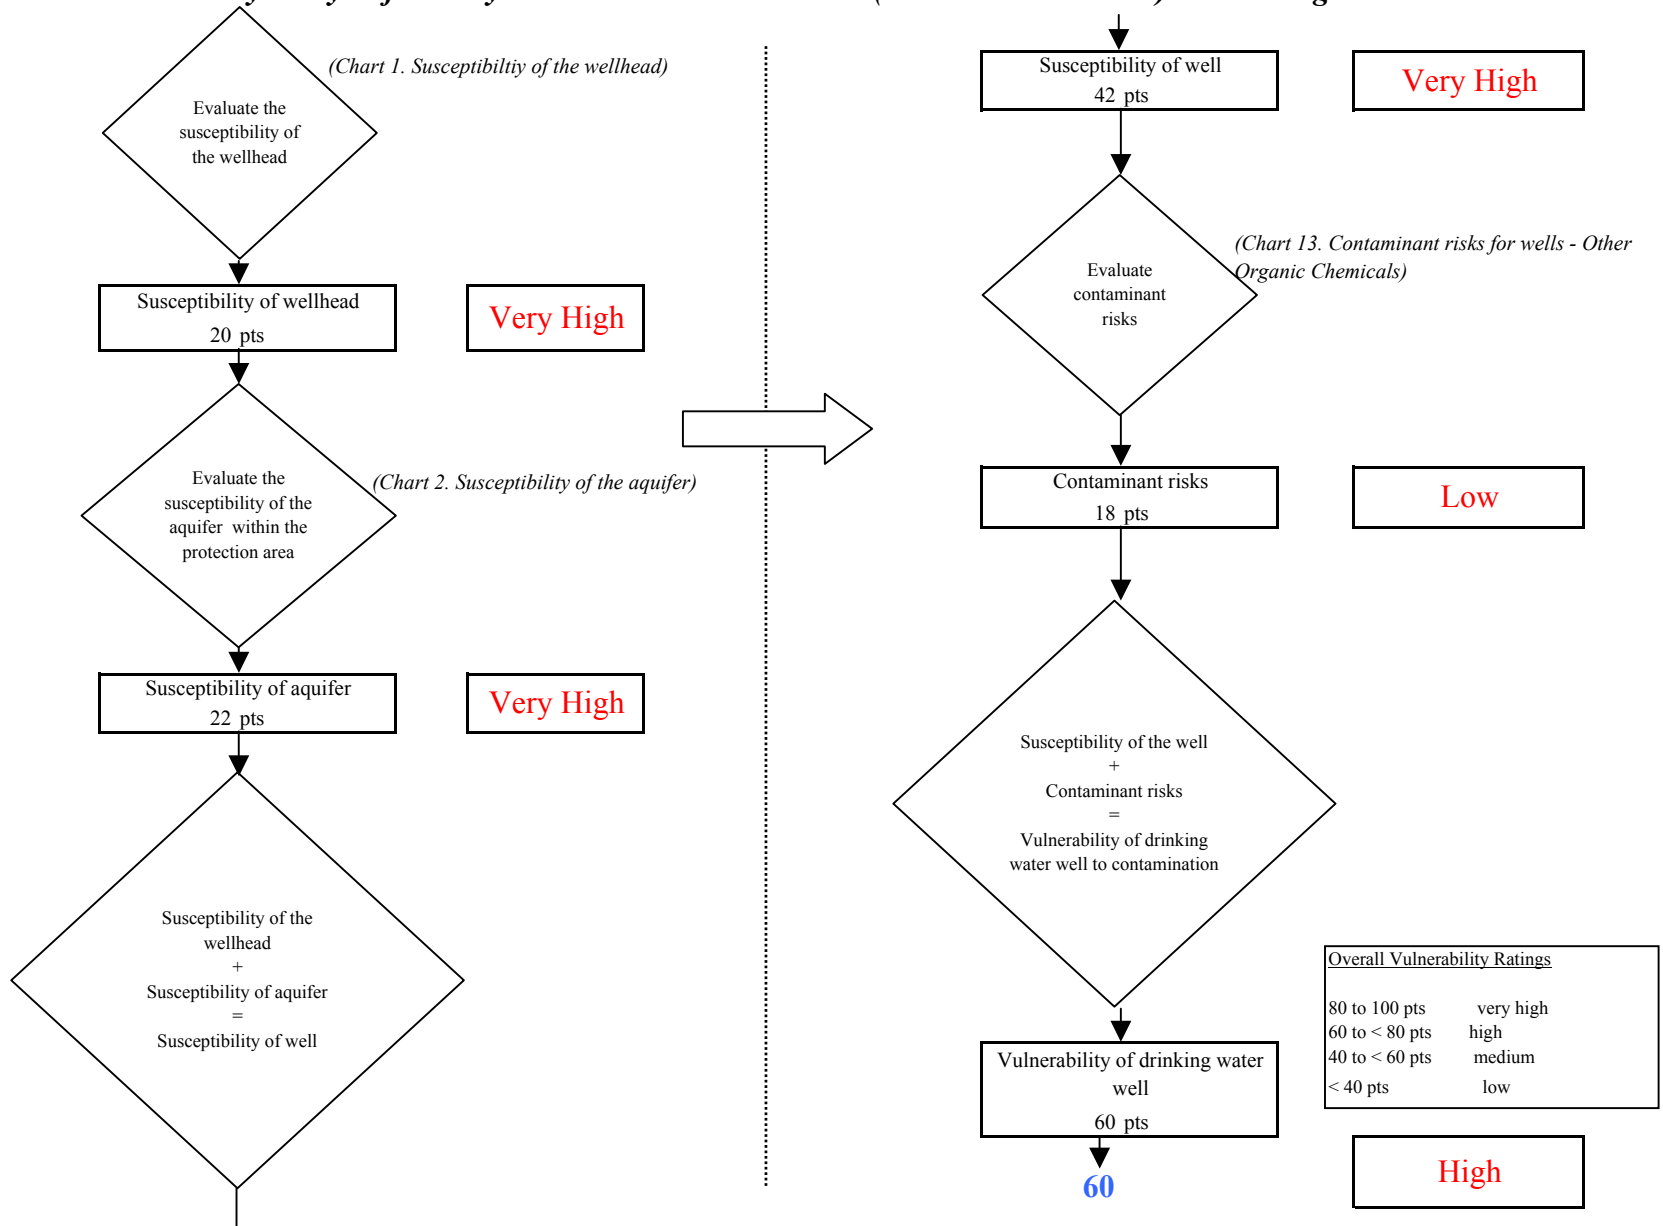 (Chart 1. Susceptibiltiy of the wellhead)
Evaluate the
susceptibility of
the wellhead
Susceptibility of wellhead
20 pts
Very High
Evaluate the
susceptibility of the
aquifer within the
protection area
(Chart 2. Susceptibility of the aquifer)
Susceptibility of aquifer
22 pts
Very High
Susceptibility of the
wellhead
+
Susceptibility of aquifer
=
Susceptibility of well
Susceptibility of well
42 pts
Very High
Evaluate
contaminant
risks
(Chart 13. Contaminant risks for wells - Other
Organic Chemicals)
Contaminant risks
18 pts
Low
Susceptibility of the well
+
Contaminant risks
=
Vulnerability of drinking
water well to contamination
Vulnerability of drinking water
well
60 pts
60
Overall Vulnerability Ratings
80 to 100 pts very high
60 to < 80 pts high
40 to < 60 pts medium
< 40 pts low
High